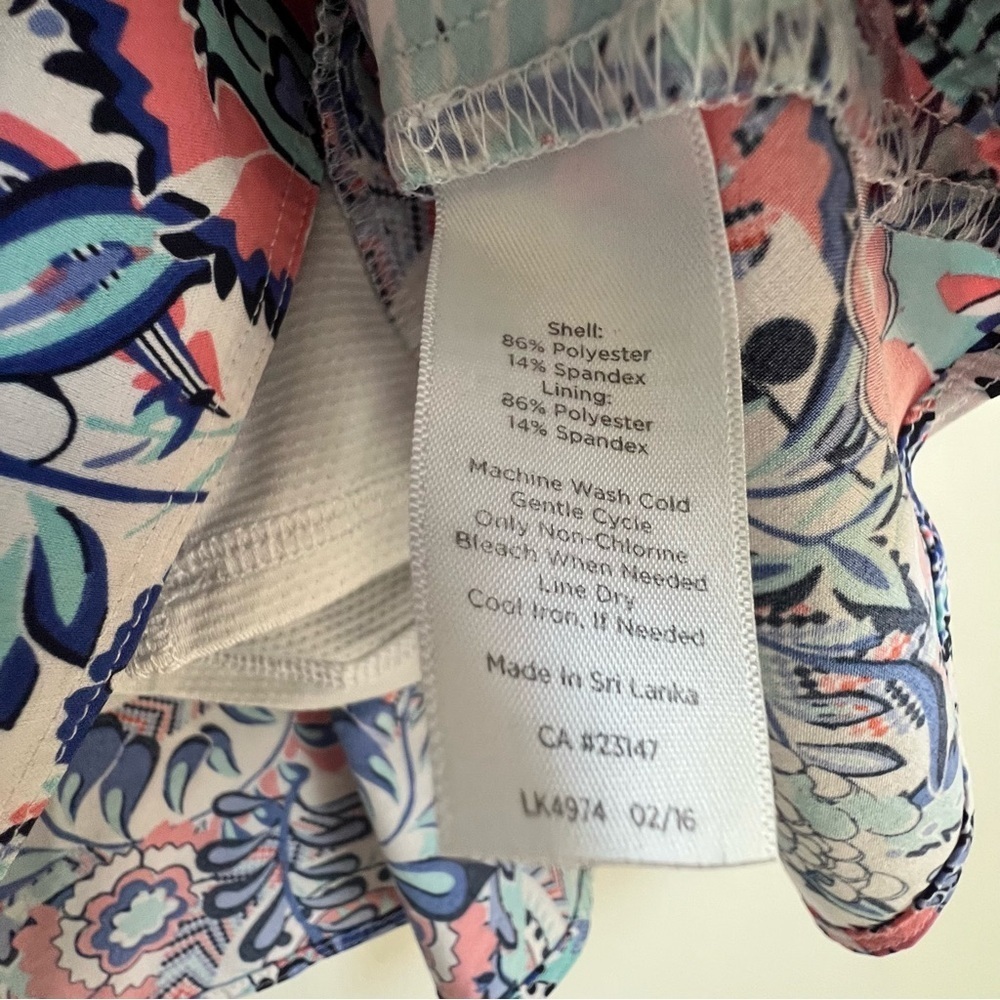 Shell:
86% Polyester
14% Spandex
Lining:
86% Polyester
14% Spandex
Machine Wash Cold
Gentle Cycle
Only Non-Chlorine
Bleach When Needed
Line Dry
Cool Iron, If Needed
Made In Sri Lanka
CA #23147
LK4974 02/16